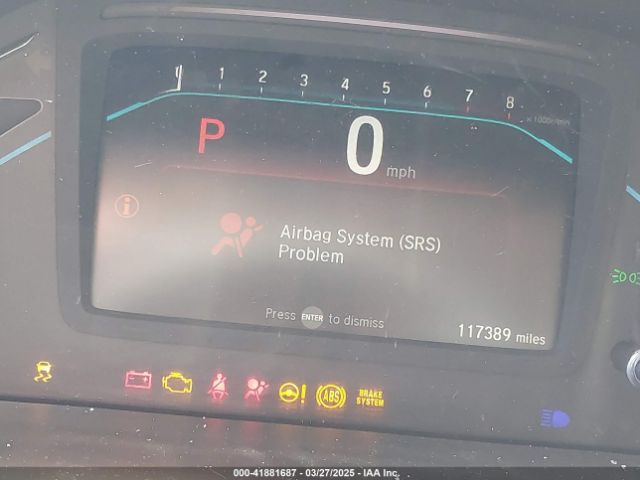 1 2 3 4 5 6 7 8
x 1000r/min
P 0 mph
i
Airbag System (SRS)
Problem
Press ENTER to dismiss
117389 miles
! ABS BRAKE
SYSTEM
000-41881687 - 03/27/2025 - IAA Inc.